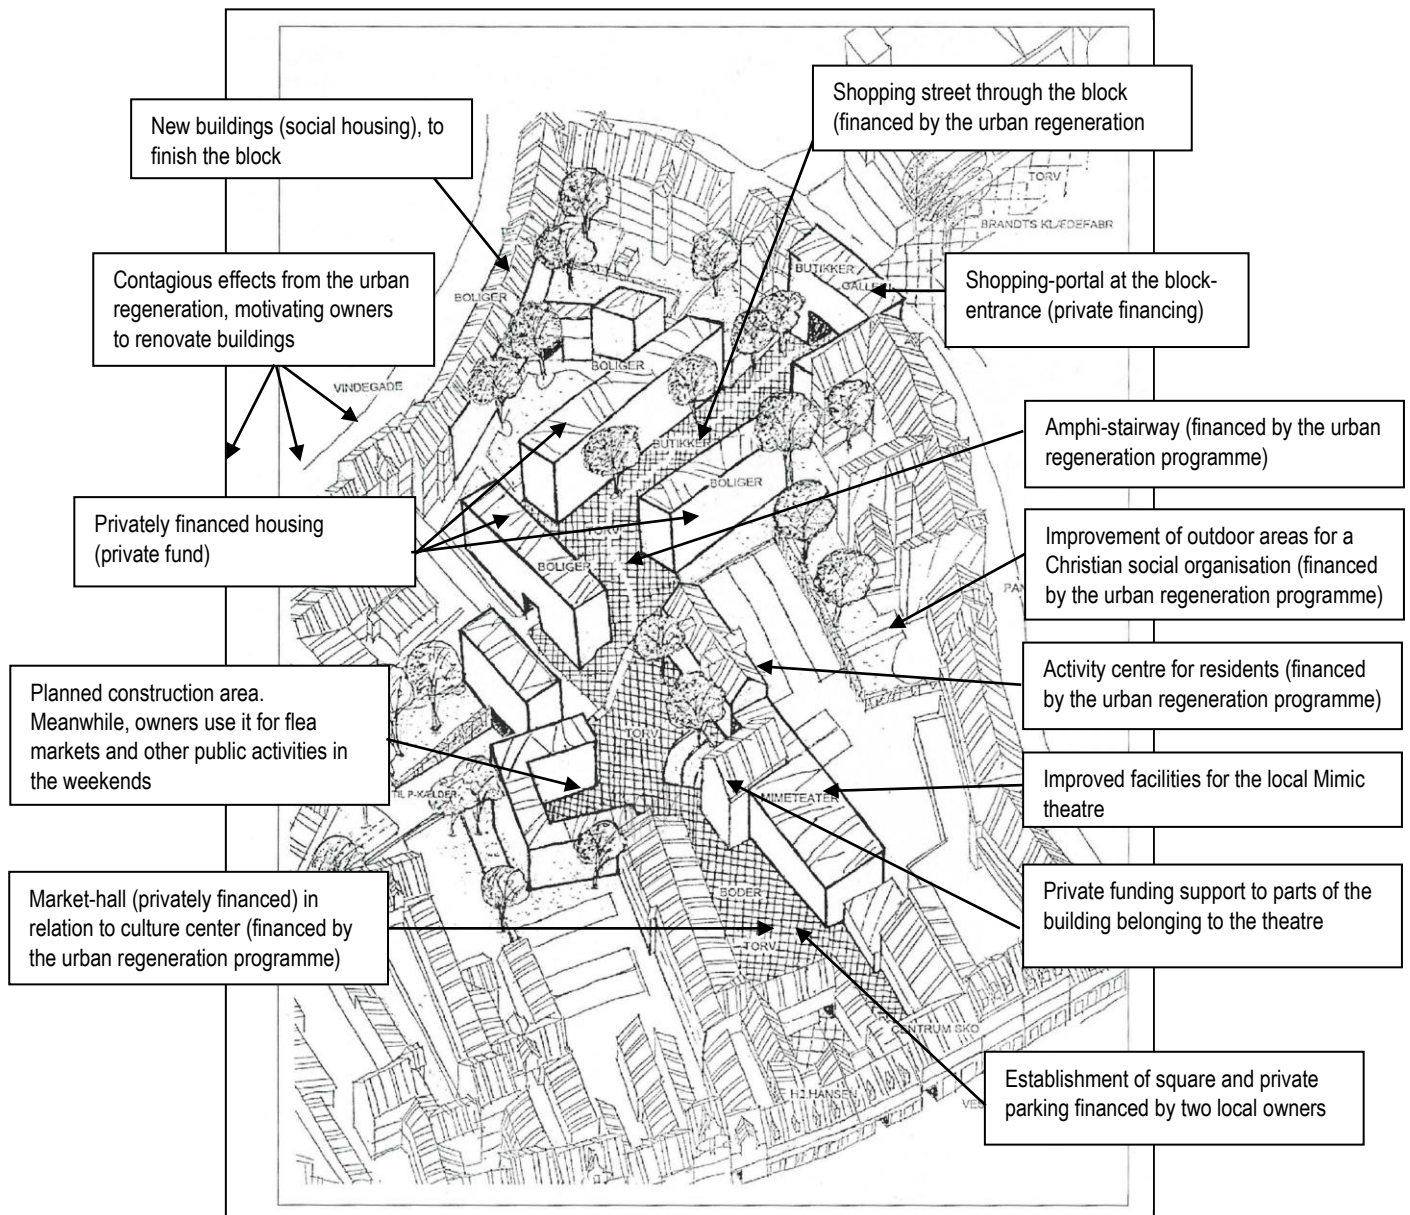 Shopping street through the block
(financed by the urban regeneration
New buildings (social housing), to
finish the block
TORV
BRANDTS KLÆDEFABR
Contagious effects from the urban
regeneration, motivating owners
to renovate buildings
BUTIKKER
Shopping-portal at the block-
entrance (private financing)
BOLIGER
VINDEGADE
BOLIGER
Amphi-stairway (financed by the urban
regeneration programme)
BUTIKKER
BOLIGER
Privately financed housing
(private fund)
TORV
Improvement of outdoor areas for a
Christian social organisation (financed
by the urban regeneration programme)
BOLIGER
Activity centre for residents (financed
by the urban regeneration programme)
Planned construction area.
Meanwhile, owners use it for flea
markets and other public activities in
the weekends
TORV
TIL P-KÆLDER
MIMETEATER
Improved facilities for the local Mimic
theatre
Market-hall (privately financed) in
relation to culture center (financed by
the urban regeneration programme)
BODER
TORV
Private funding support to parts of the
building belonging to the theatre
CENTRUM SKO
Establishment of square and private
parking financed by two local owners